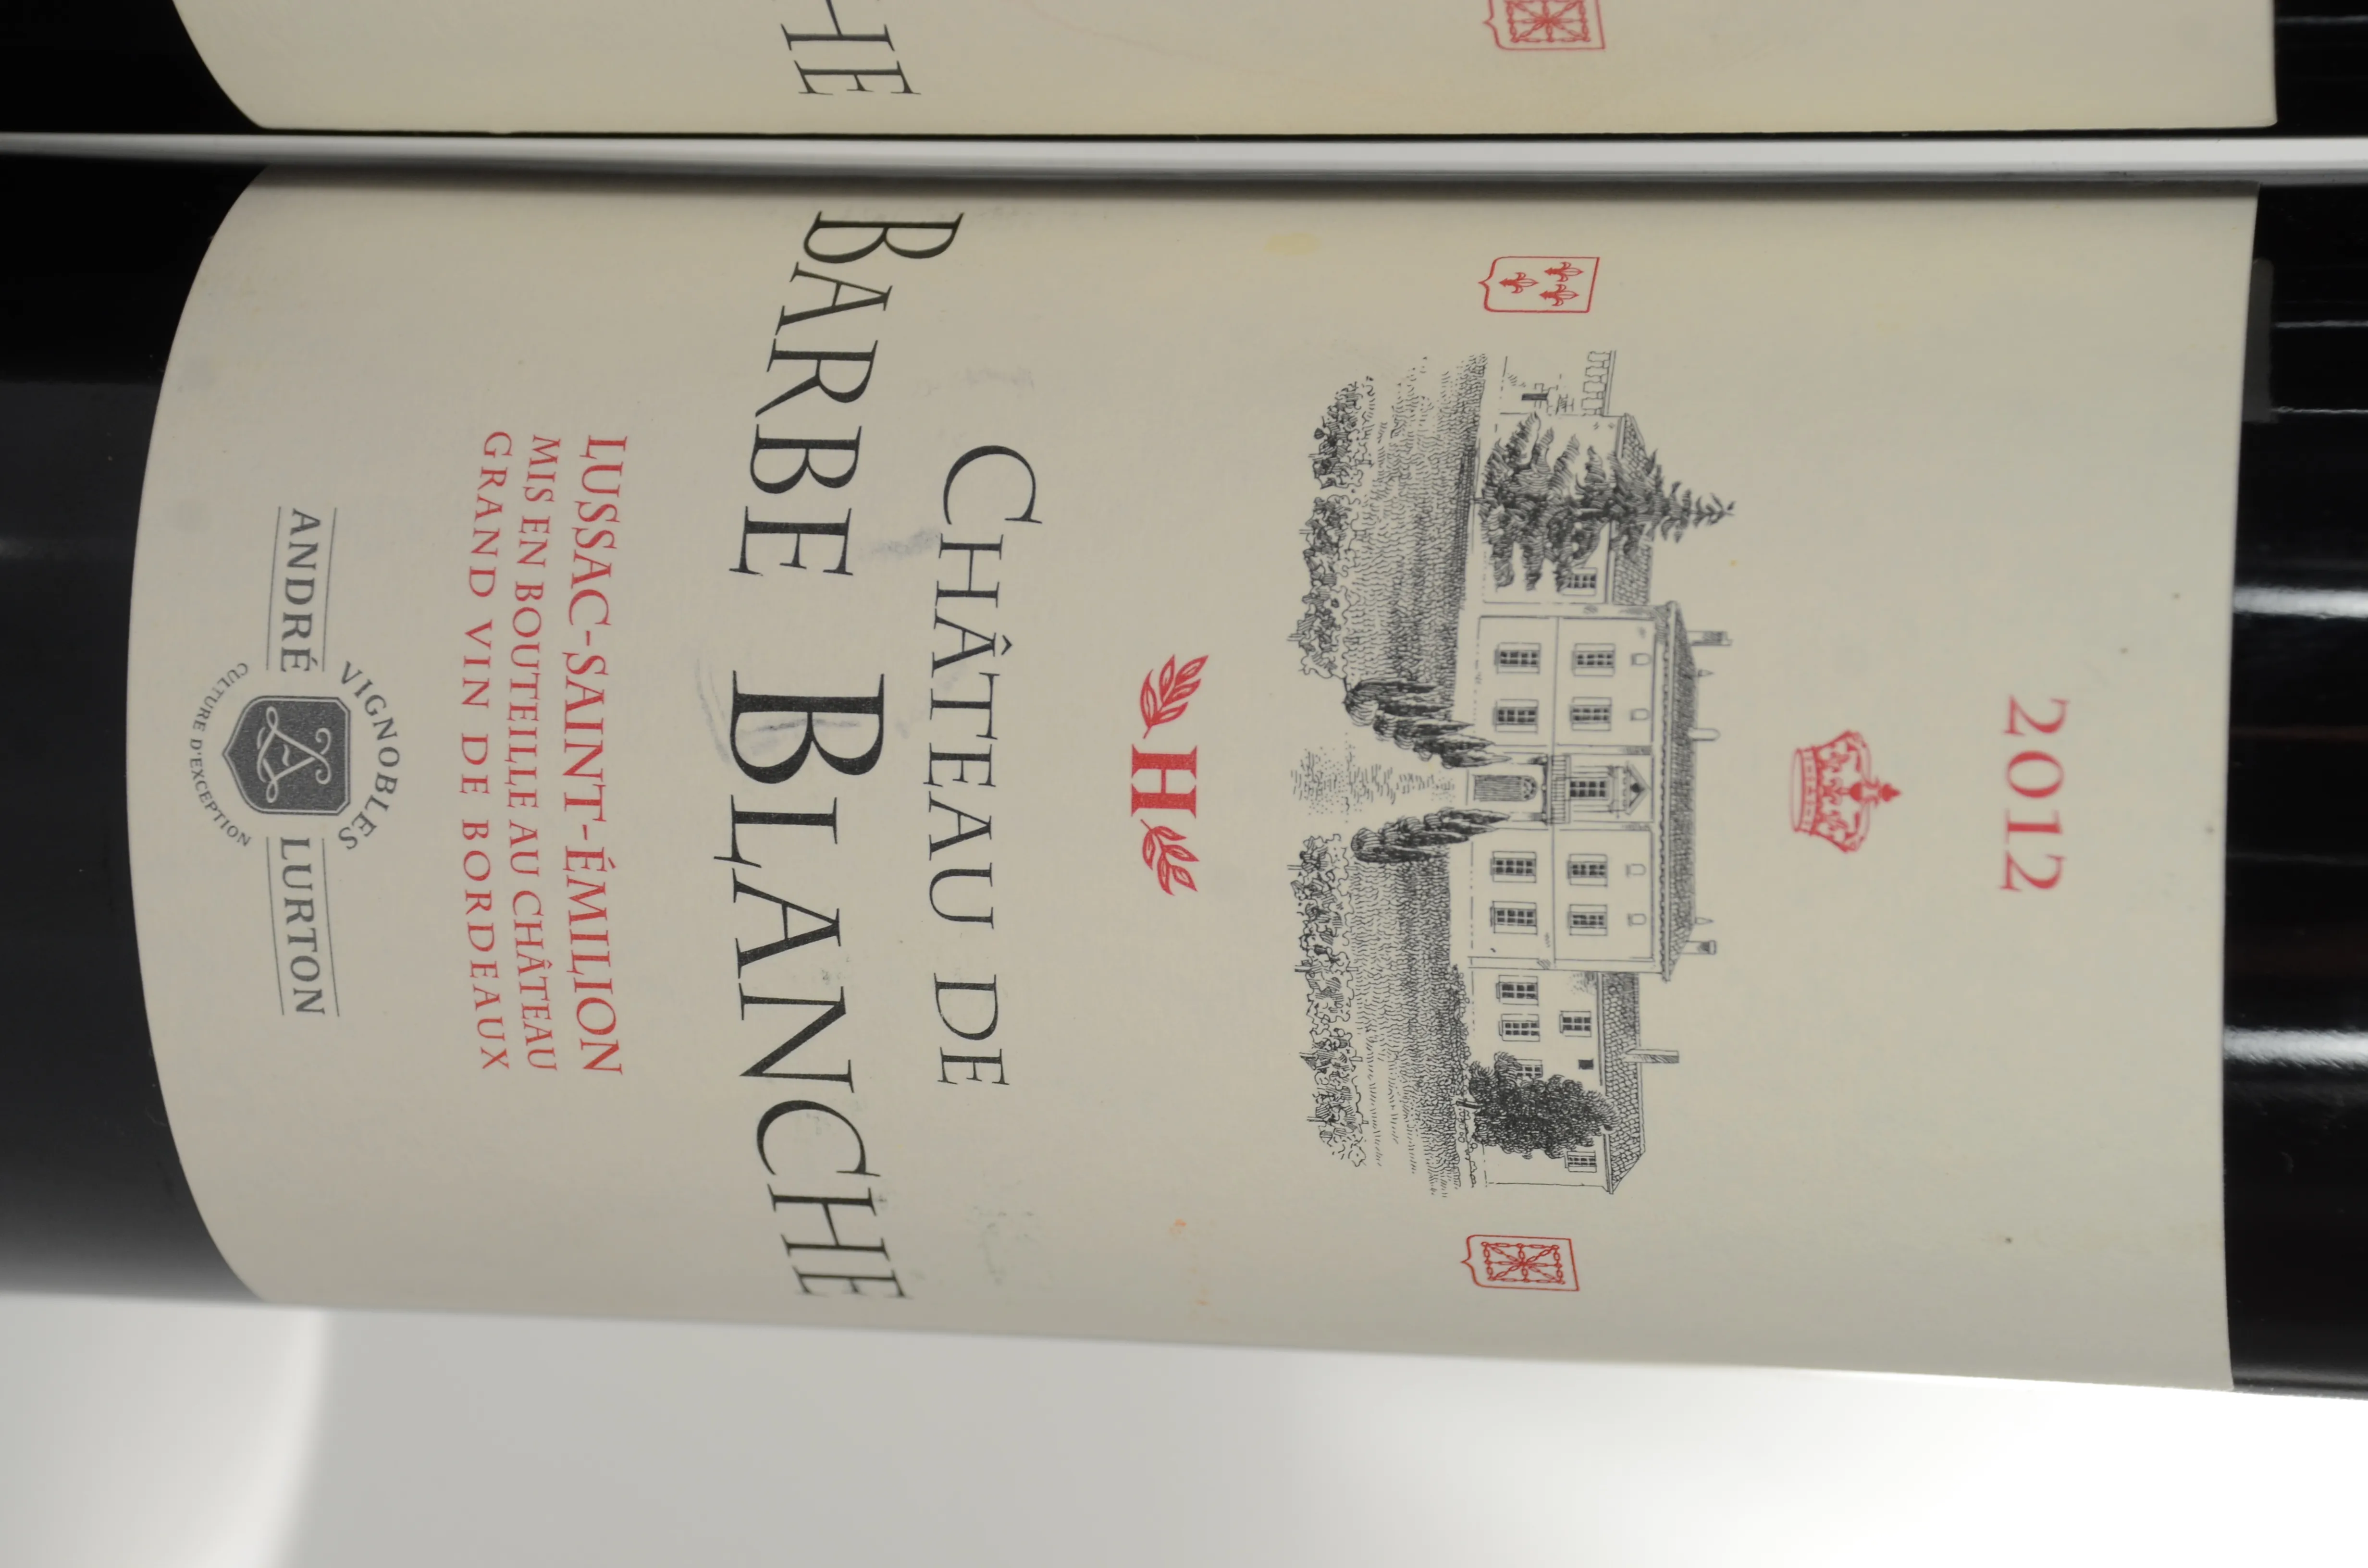 HE
2012
H
CHÂTEAU DE
BARBE BLANCHE
LUSSAC-SAINT-ÉMILION
MIS EN BOUTEILLE AU CHÂTEAU
GRAND VIN DE BORDEAUX
VIGNOBLES
ANDRÉ LURTON
CULTURE D'EXCEPTION